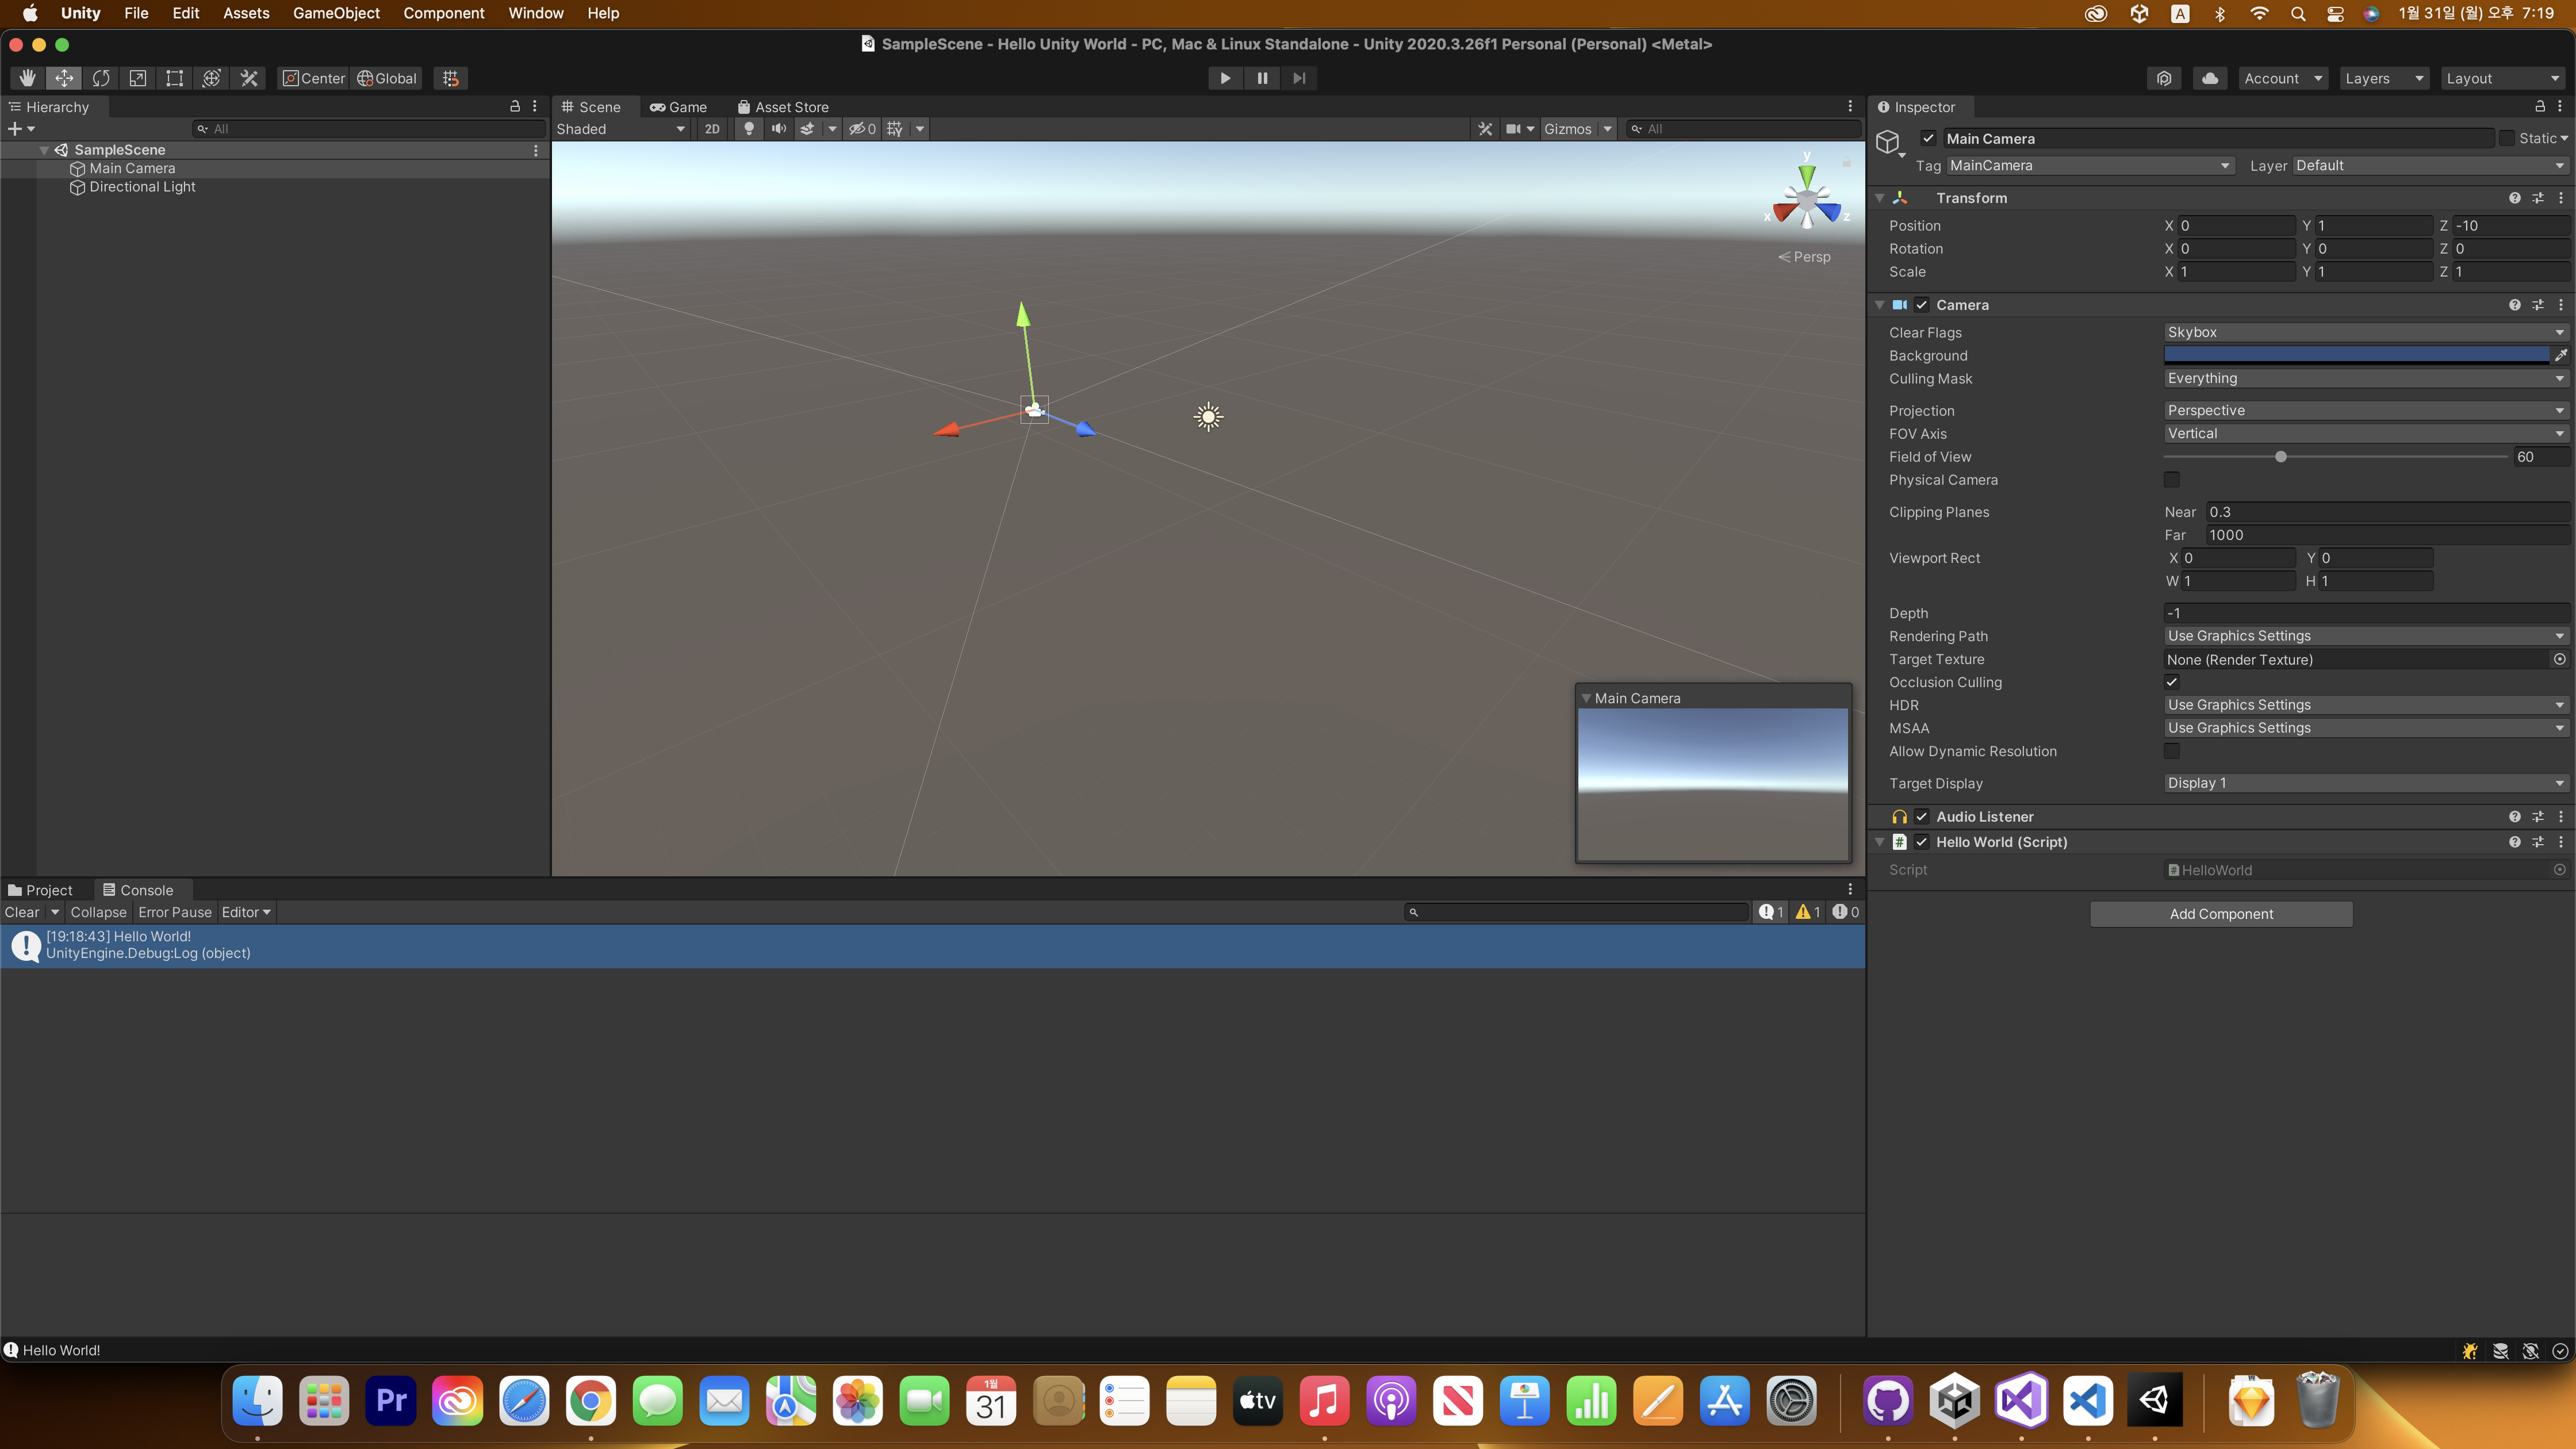 Unity File Edit Assets GameObject Component Window Help A 1월 31일 (월) 오후 7:19
SampleScene - Hello Unity World - PC, Mac & Linux Standalone - Unity 2020.3.26f1 Personal (Personal) <Metal>
Center Global Account Layers Layout
Hierarchy
All
SampleScene
Main Camera
Directional Light
Scene Game Asset Store
Shaded 2D 0 Gizmos All
y
x z
Persp
Main Camera
Inspector
Main Camera Static
Tag MainCamera Layer Default
Transform
Position X 0 Y 1 Z -10
Rotation X 0 Y 0 Z 0
Scale X 1 Y 1 Z 1
Camera
Clear Flags Skybox
Background
Culling Mask Everything
Projection Perspective
FOV Axis Vertical
Field of View 60
Physical Camera
Clipping Planes Near 0.3
Far 1000
Viewport Rect X 0 Y 0
W 1 H 1
Depth -1
Rendering Path Use Graphics Settings
Target Texture None (Render Texture)
Occlusion Culling
HDR Use Graphics Settings
MSAA Use Graphics Settings
Allow Dynamic Resolution
Target Display Display 1
Audio Listener
# Hello World (Script)
Script # HelloWorld
Add Component
Project Console
Clear Collapse Error Pause Editor 1 1 0
[19:18:43] Hello World!
UnityEngine.Debug:Log (object)
Hello World!
Pr 1월 31 tv